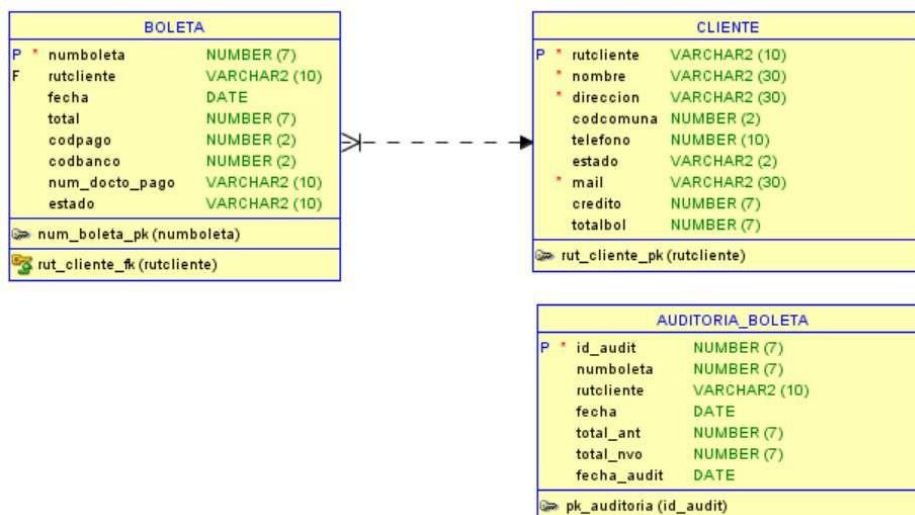 BOLETA
P * numboleta NUMBER (7)
F rutcliente VARCHAR2 (10)
fecha DATE
total NUMBER (7)
codpago NUMBER (2)
codbanco NUMBER (2)
num_docto_pago VARCHAR2 (10)
estado VARCHAR2 (10)
num_boleta_pk (numboleta)
rut_cliente_fk (rutcliente)
CLIENTE
P * rutcliente VARCHAR2 (10)
* nombre VARCHAR2 (30)
* direccion VARCHAR2 (30)
codcomuna NUMBER (2)
telefono NUMBER (10)
estado VARCHAR2 (2)
* mail VARCHAR2 (30)
credito NUMBER (7)
totalbol NUMBER (7)
rut_cliente_pk (rutcliente)
AUDITORIA_BOLETA
P * id_audit NUMBER (7)
numboleta NUMBER (7)
rutcliente VARCHAR2 (10)
fecha DATE
total_ant NUMBER (7)
total_nvo NUMBER (7)
fecha_audit DATE
pk_auditoria (id_audit)